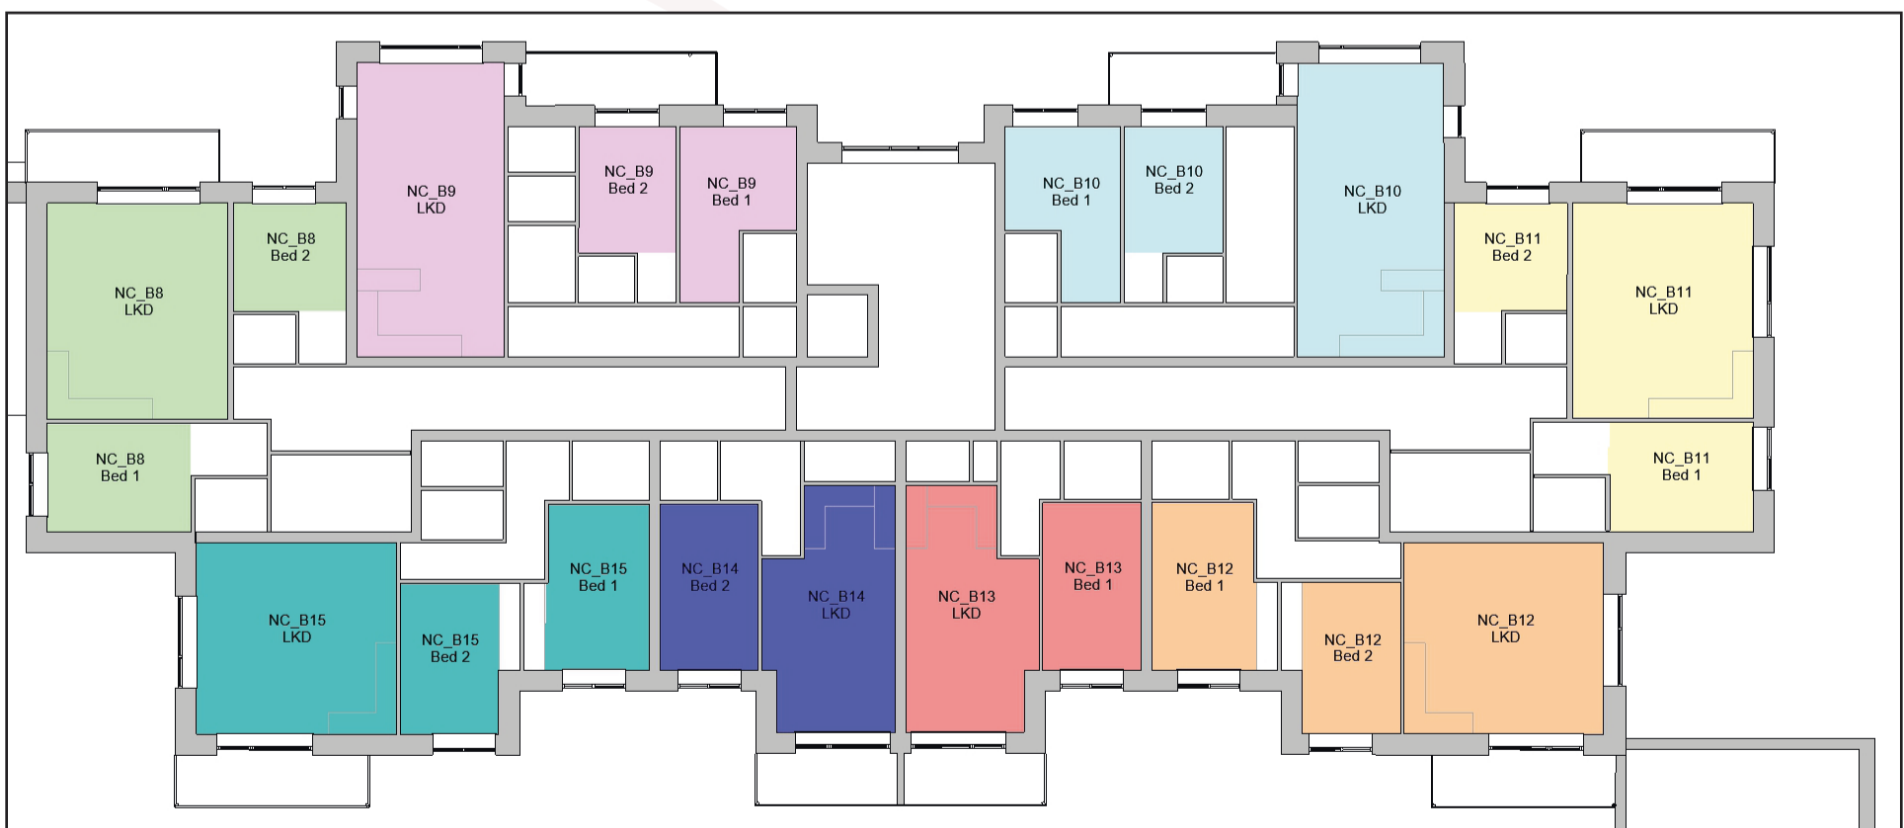 NC_B9
LKD
NC_B9
Bed 2
NC_B9
Bed 1
NC_B10
Bed 1
NC_B10
Bed 2
NC_B10
LKD
NC_B8
LKD
NC_B8
Bed 2
NC_B11
Bed 2
NC_B11
LKD
NC_B8
Bed 1
NC_B11
Bed 1
NC_B15
LKD
NC_B15
Bed 2
NC_B15
Bed 1
NC_B14
Bed 2
NC_B14
LKD
NC_B13
LKD
NC_B13
Bed 1
NC_B12
Bed 1
NC_B12
Bed 2
NC_B12
LKD